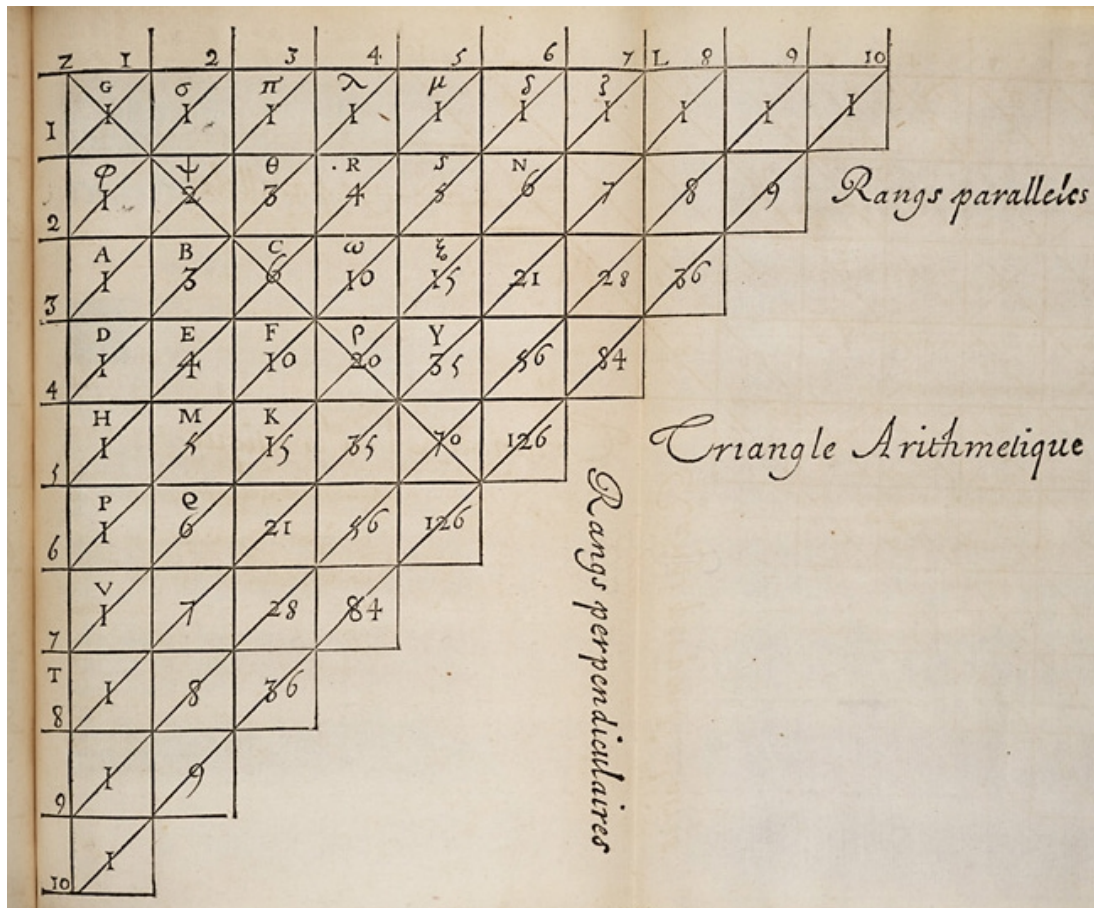 Z 1 2 3 4 5 6 7 L 8 9 10
G σ π λ μ δ ζ
1 1 1 1 1 1 1 1 1 1 1
φ ψ θ R S N
2 1 2 3 4 5 6 7 8 9
Rangs paralleles
A B C ω ξ
3 1 3 6 10 15 21 28 36
D E F ρ Y
4 1 4 10 20 35 56 84
H M K
5 1 5 15 35 70 126
Triangle Arithmetique
P Q
6 1 6 21 56 126
V
7 1 7 28 84
Rangs perpendiculaires
T
8 1 8 36
9 1 9
10 1